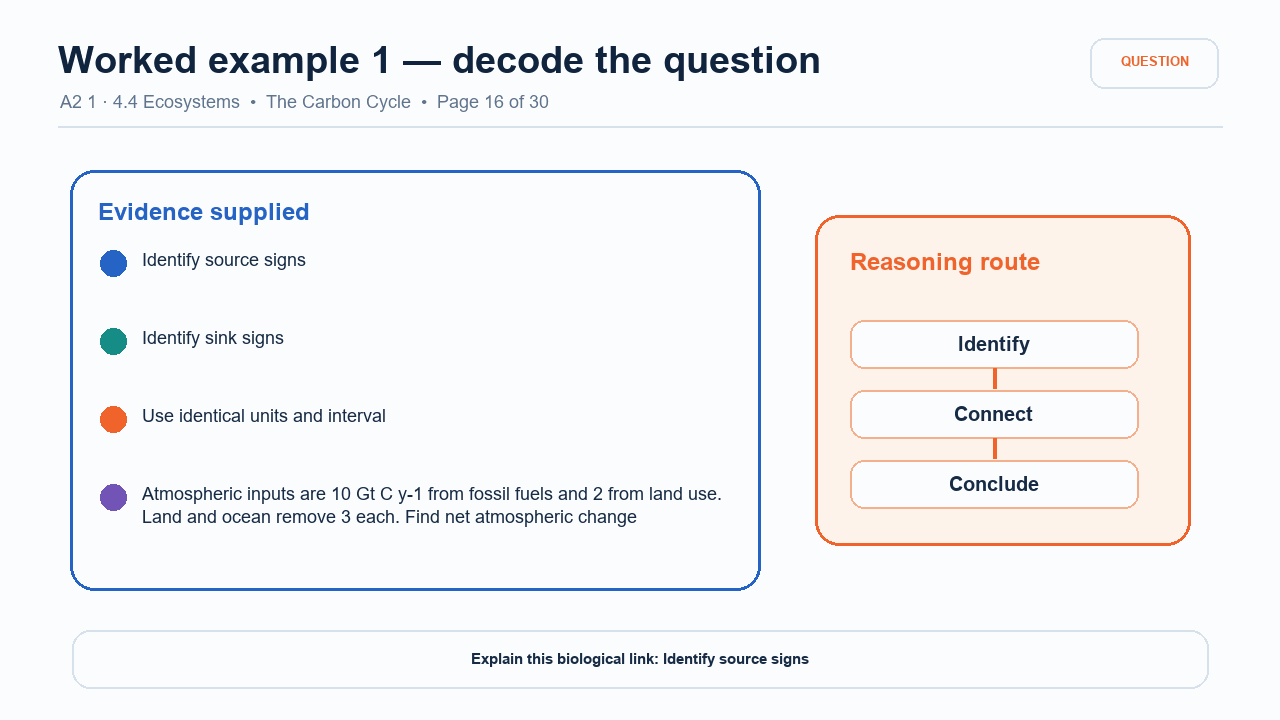 Worked example 1 — decode the question
QUESTION
A2 1 · 4.4 Ecosystems • The Carbon Cycle • Page 16 of 30
Evidence supplied
Identify source signs
Identify sink signs
Use identical units and interval
Atmospheric inputs are 10 Gt C y-1 from fossil fuels and 2 from land use.
Land and ocean remove 3 each. Find net atmospheric change
Reasoning route
Identify
Connect
Conclude
Explain this biological link: Identify source signs